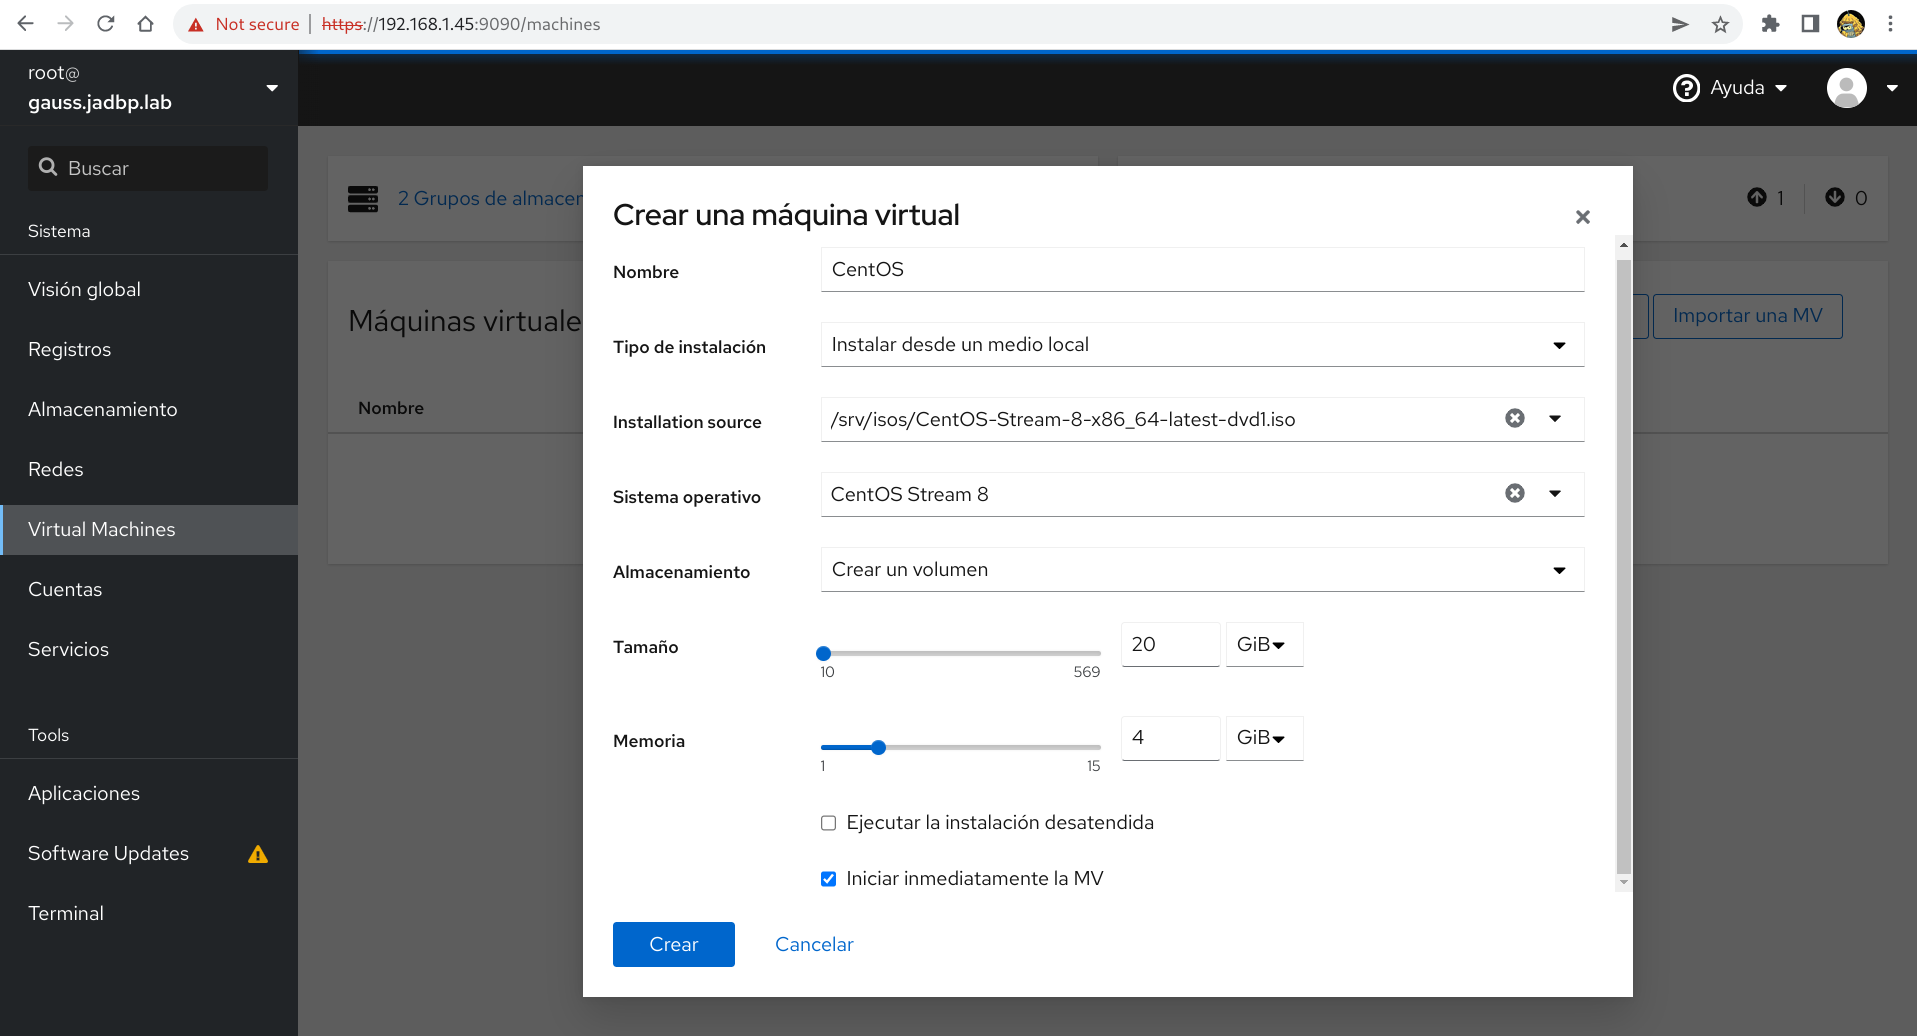 Not secure | https://192.168.1.45:9090/machines
root@
gauss.jadbp.lab
Ayuda
Buscar
Sistema
Visión global
Registros
Almacenamiento
Redes
Virtual Machines
Cuentas
Servicios
Tools
Aplicaciones
Software Updates
Terminal
2 Grupos de almacen
1
0
Máquinas virtuale
Importar una MV
Nombre
Crear una máquina virtual
Nombre
CentOS
Tipo de instalación
Instalar desde un medio local
Installation source
/srv/isos/CentOS-Stream-8-x86_64-latest-dvd1.iso
Sistema operativo
CentOS Stream 8
Almacenamiento
Crear un volumen
Tamaño
10
569
20
GiB
Memoria
1
15
4
GiB
Ejecutar la instalación desatendida
Iniciar inmediatamente la MV
Crear
Cancelar